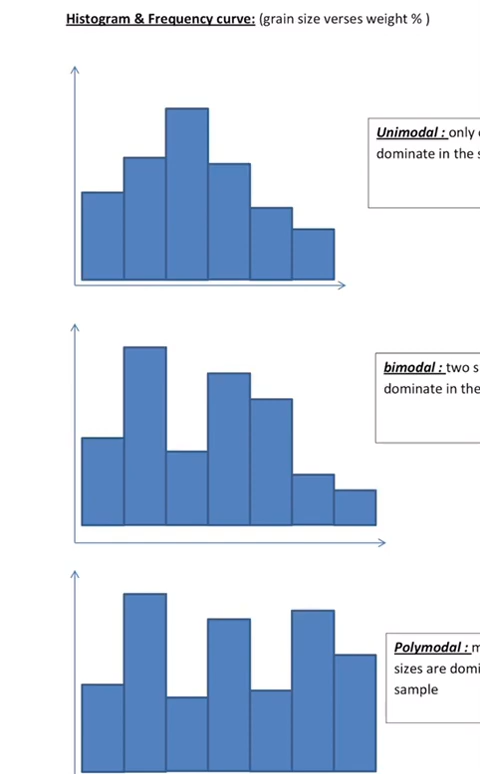 Histogram & Frequency curve: (grain size verses weight % )
Unimodal : only
dominate in the
bimodal : two
dominate in the
Polymodal :
sizes are
sample